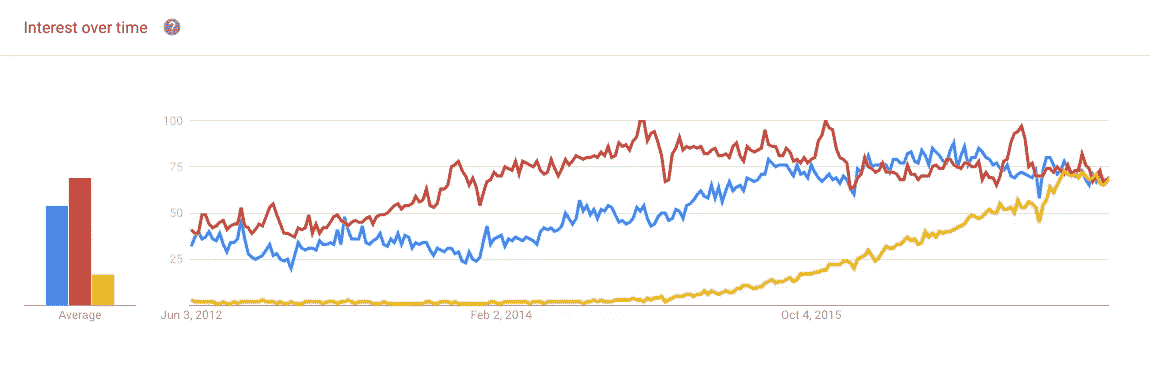 Interest over time
100
75
50
25
Average
Jun 3, 2012
Feb 2, 2014
Oct 4, 2015